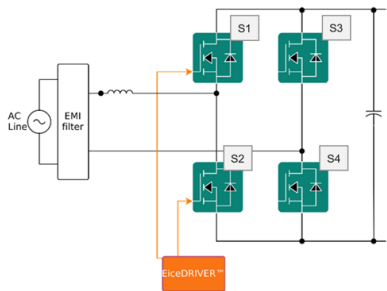 S1
S3
AC
Line
EMI
filter
S2
S4
EiceDRIVER™